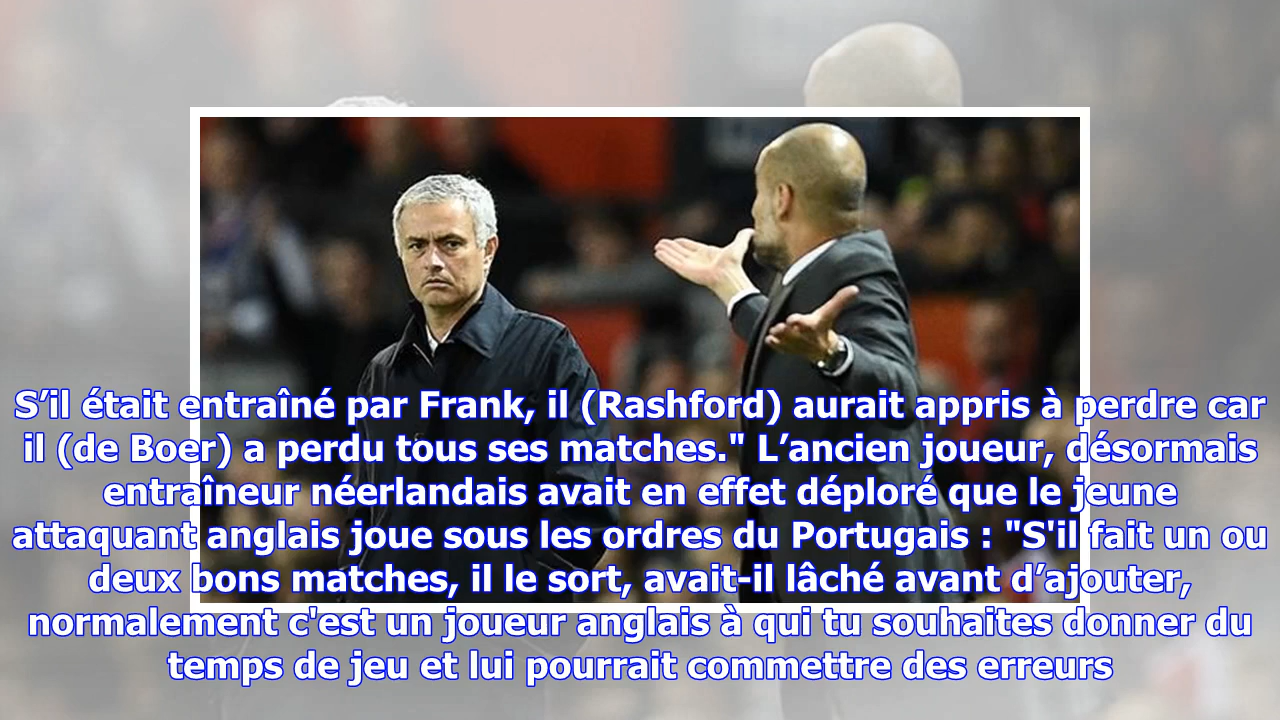 S’il était entraîné par Frank, il (Rashford) aurait appris à perdre car
il (de Boer) a perdu tous ses matches." L’ancien joueur, désormais
entraîneur néerlandais avait en effet déploré que le jeune
attaquant anglais joue sous les ordres du Portugais : "S'il fait un ou
deux bons matches, il le sort, avait-il lâché avant d’ajouter,
normalement c'est un joueur anglais à qui tu souhaites donner du
temps de jeu et lui pourrait commettre des erreurs